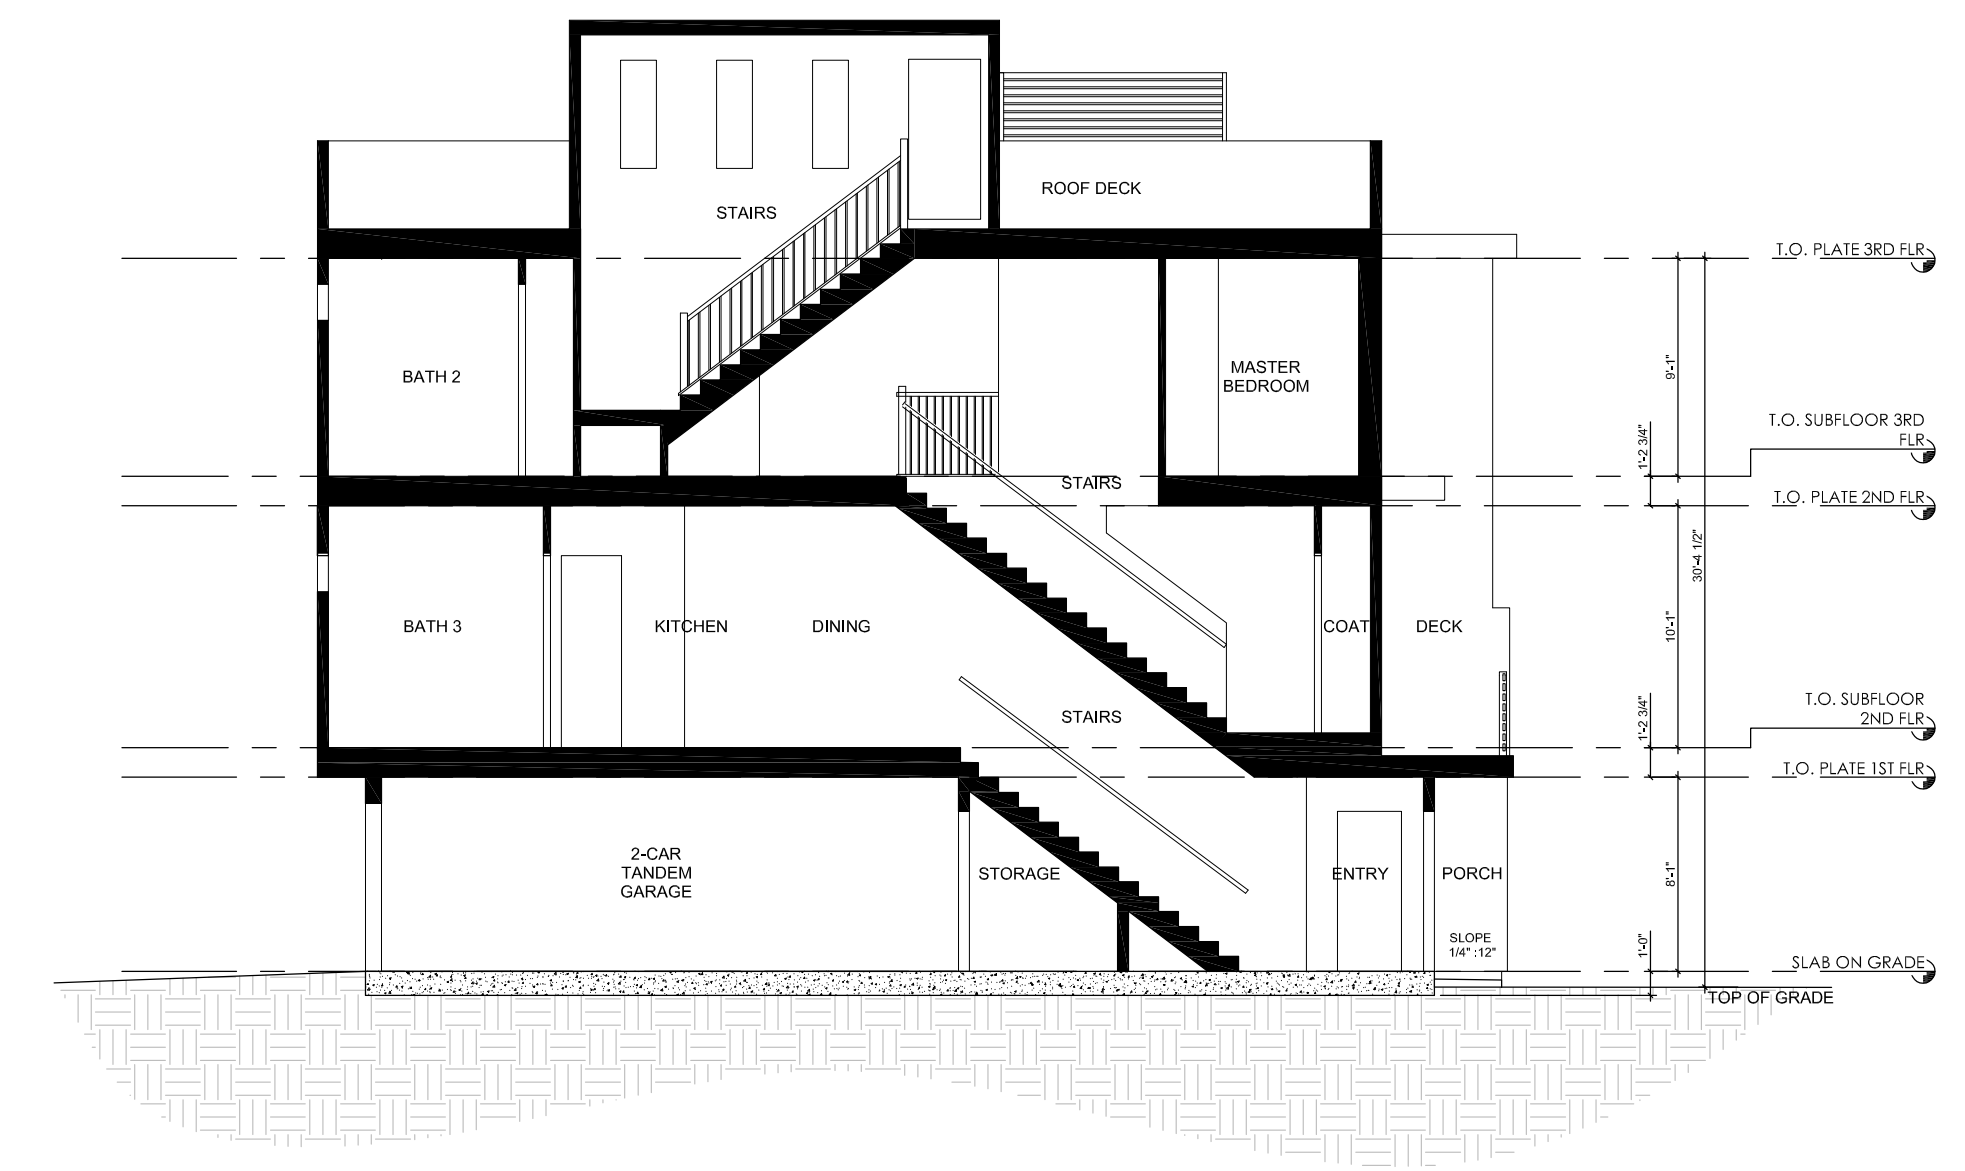 ROOF DECK
STAIRS
T.O. PLATE 3RD FLR
BATH 2
MASTER
BEDROOM
9'-1"
T.O. SUBFLOOR 3RD
FLR
1'-2 3/4"
STAIRS
T.O. PLATE 2ND FLR
30'-4 1/2"
BATH 3
KITCHEN
DINING
COAT
DECK
10'-1"
STAIRS
1'-2 3/4"
T.O. SUBFLOOR
2ND FLR
T.O. PLATE 1ST FLR
2-CAR
TANDEM
GARAGE
STORAGE
ENTRY
PORCH
8'-1"
SLOPE
1/4" :12"
1'-0"
SLAB ON GRADE
TOP OF GRADE